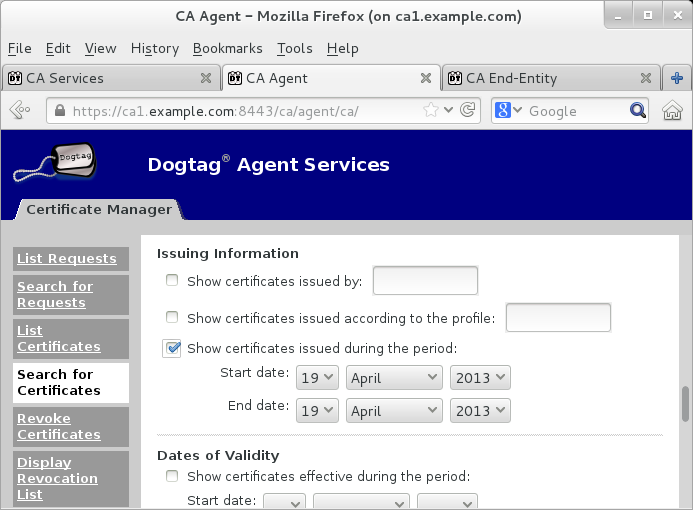 CA Agent - Mozilla Firefox (on ca1.example.com)
File Edit View History Bookmarks Tools Help
CA Services
CA Agent
CA End-Entity
https://ca1.example.com:8443/ca/agent/ca/
Google
Dogtag
Dogtag® Agent Services
Certificate Manager
List Requests
Search for
Requests
List
Certificates
Search for
Certificates
Revoke
Certificates
Display
Revocation
List
Issuing Information
Show certificates issued by:
Show certificates issued according to the profile:
Show certificates issued during the period:
Start date: 19 April 2013
End date: 19 April 2013
Dates of Validity
Show certificates effective during the period:
Start date: